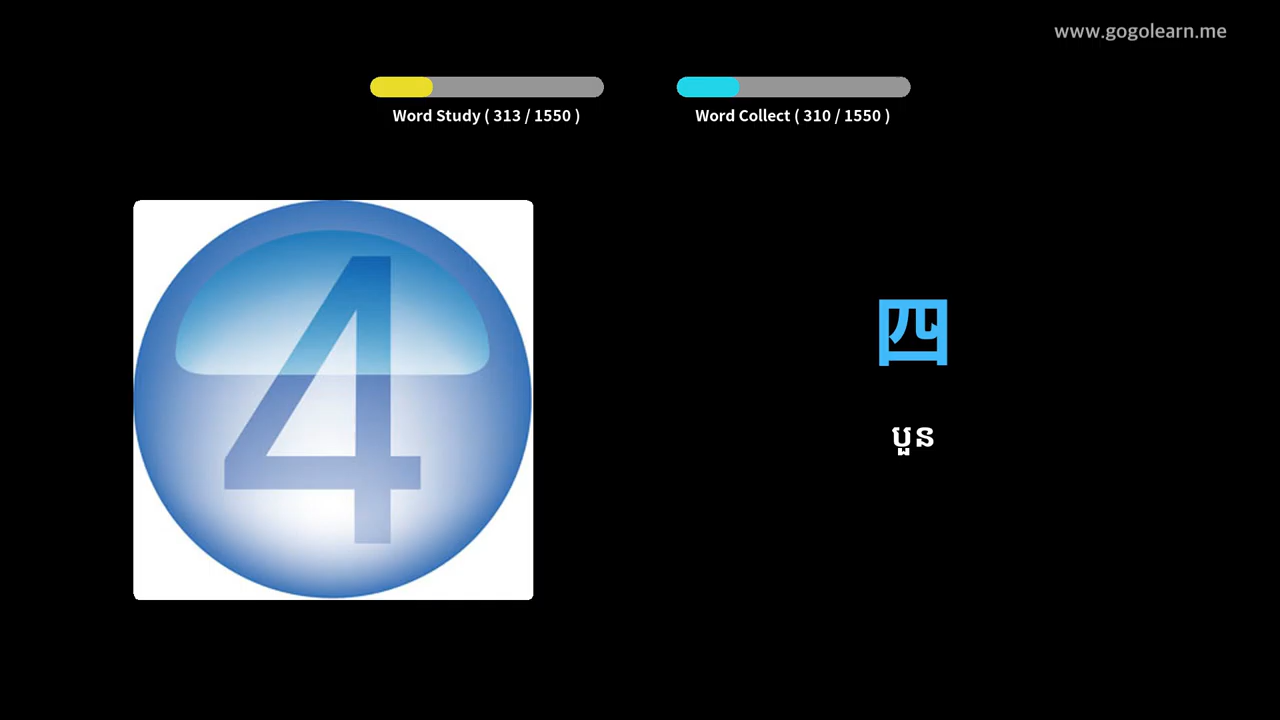 www.gogolearn.me
Word Study ( 313 / 1550 )
Word Collect ( 310 / 1550 )
4
四
បួន